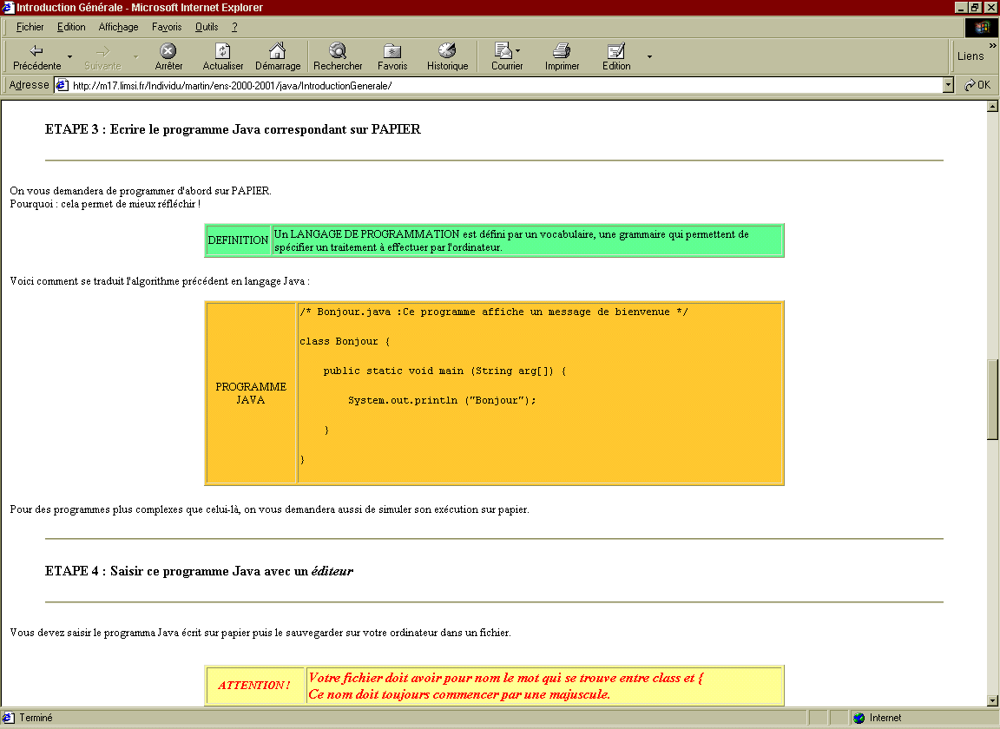 Introduction Générale - Microsoft Internet Explorer
Fichier Edition Affichage Favoris Outils ?
Précédente Suivante Arrêter Actualiser Démarrage Rechercher Favoris Historique Courrier Imprimer Edition Liens »
Adresse http://m17.limsi.fr/Individu/martin/ens-2000-2001/java/IntroductionGenerale/ OK
ETAPE 3 : Ecrire le programme Java correspondant sur PAPIER
On vous demandera de programmer d'abord sur PAPIER.
Pourquoi : cela permet de mieux réfléchir !
DEFINITION
Un LANGAGE DE PROGRAMMATION est défini par un vocabulaire, une grammaire qui permettent de
spécifier un traitement à effectuer par l'ordinateur.
Voici comment se traduit l'algorithme précédent en langage Java :
PROGRAMME
JAVA
/* Bonjour.java :Ce programme affiche un message de bienvenue */
class Bonjour {
public static void main (String arg[]) {
System.out.println ("Bonjour");
}
}
Pour des programmes plus complexes que celui-là, on vous demandera aussi de simuler son exécution sur papier.
ETAPE 4 : Saisir ce programme Java avec un éditeur
Vous devez saisir le programma Java écrit sur papier puis le sauvegarder sur votre ordinateur dans un fichier.
ATTENTION !
Votre fichier doit avoir pour nom le mot qui se trouve entre class et {
Ce nom doit toujours commencer par une majuscule.
Terminé Internet